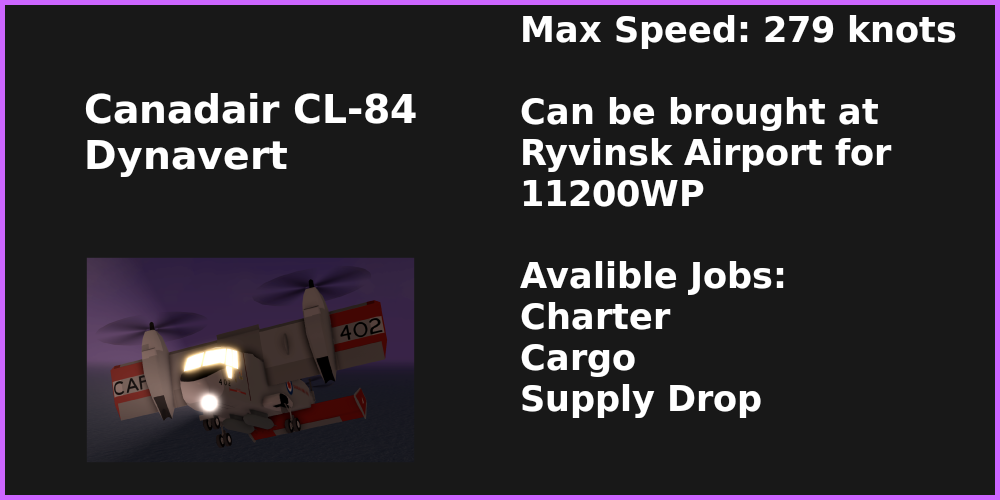 Canadair CL-84
Dynavert
Max Speed: 279 knots
Can be brought at
Ryvinsk Airport for
11200WP
Avalible Jobs:
Charter
Cargo
Supply Drop
402
CAF